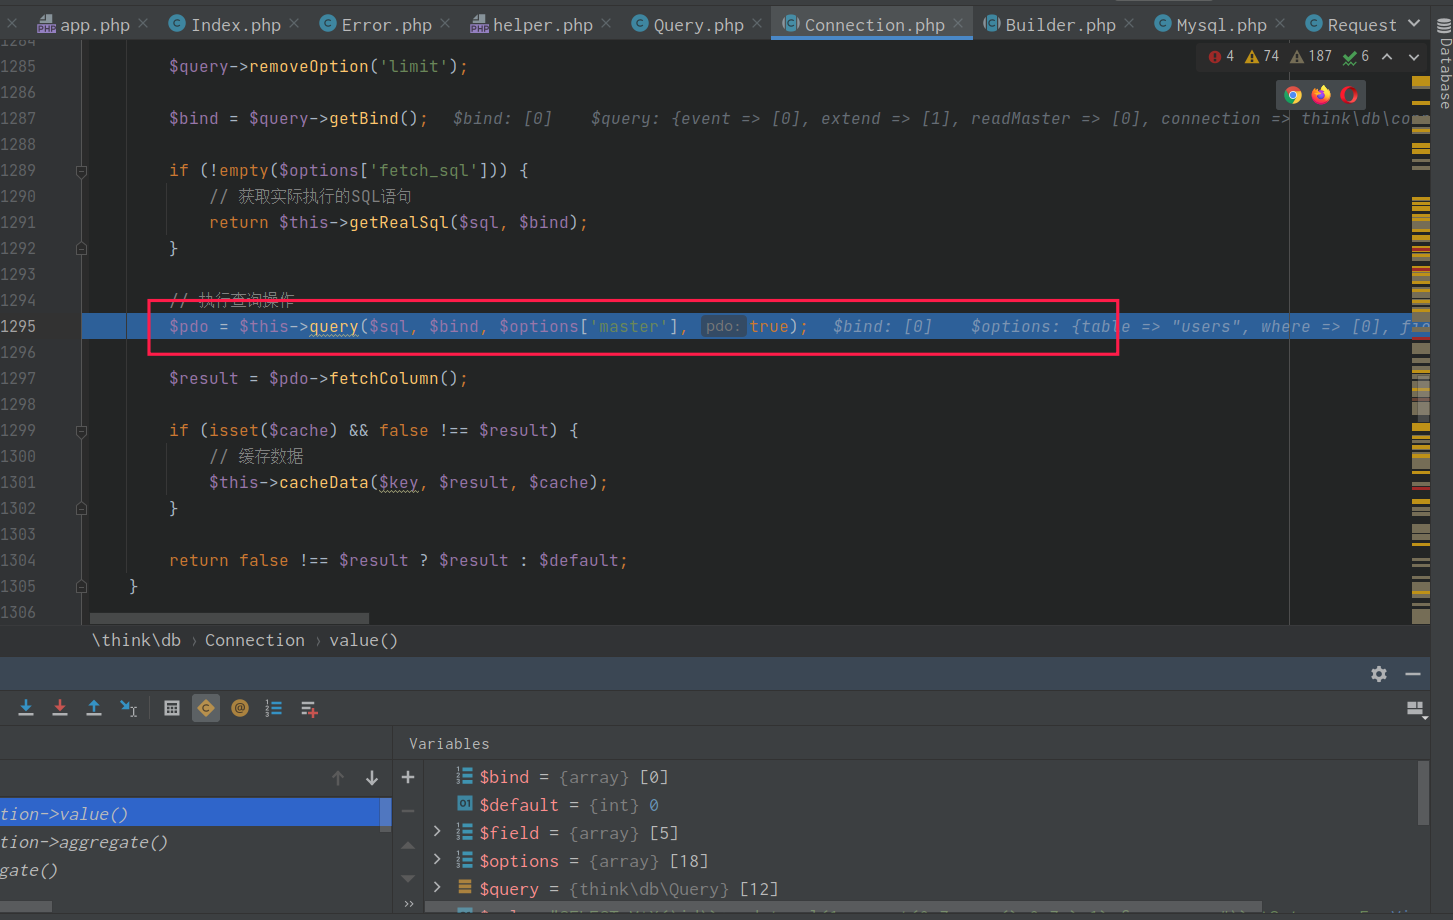 app.php
Index.php
Error.php
helper.php
Query.php
Connection.php
Builder.php
Mysql.php
Request
Database
4 74 187 6
1284
1285 $query->removeOption('limit');
1286
1287 $bind = $query->getBind(); $bind: [0] $query: {event => [0], extend => [1], readMaster => [0], connection => think\db\con
1288
1289 if (!empty($options['fetch_sql'])) {
1290 // 获取实际执行的SQL语句
1291 return $this->getRealSql($sql, $bind);
1292 }
1293
1294 // 执行查询操作
1295 $pdo = $this->query($sql, $bind, $options['master'], pdo: true); $bind: [0] $options: {table => "users", where => [0], fie
1296
1297 $result = $pdo->fetchColumn();
1298
1299 if (isset($cache) && false !== $result) {
1300 // 缓存数据
1301 $this->cacheData($key, $result, $cache);
1302 }
1303
1304 return false !== $result ? $result : $default;
1305 }
1306
\think\db › Connection › value()
Variables
tion->value()
tion->aggregate()
gate()
$bind = {array} [0]
$default = {int} 0
$field = {array} [5]
$options = {array} [18]
$query = {think\db\Query} [12]